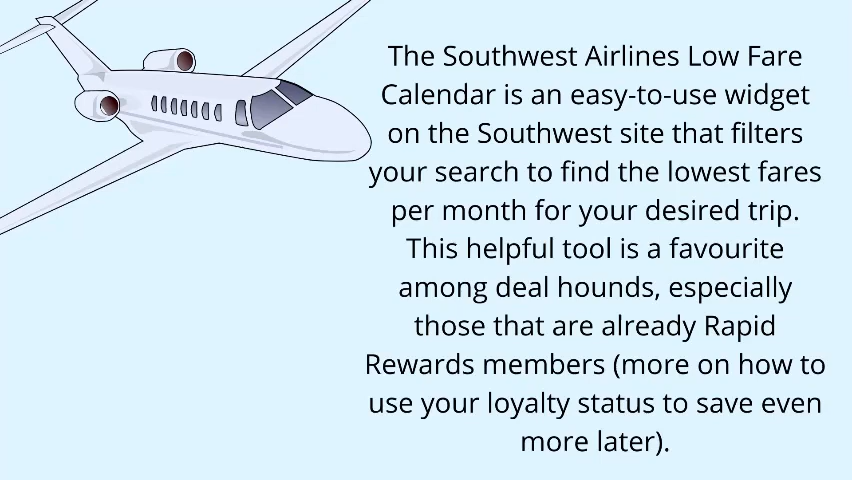 The Southwest Airlines Low Fare
Calendar is an easy-to-use widget
on the Southwest site that filters
your search to find the lowest fares
per month for your desired trip.
This helpful tool is a favourite
among deal hounds, especially
those that are already Rapid
Rewards members (more on how to
use your loyalty status to save even
more later).